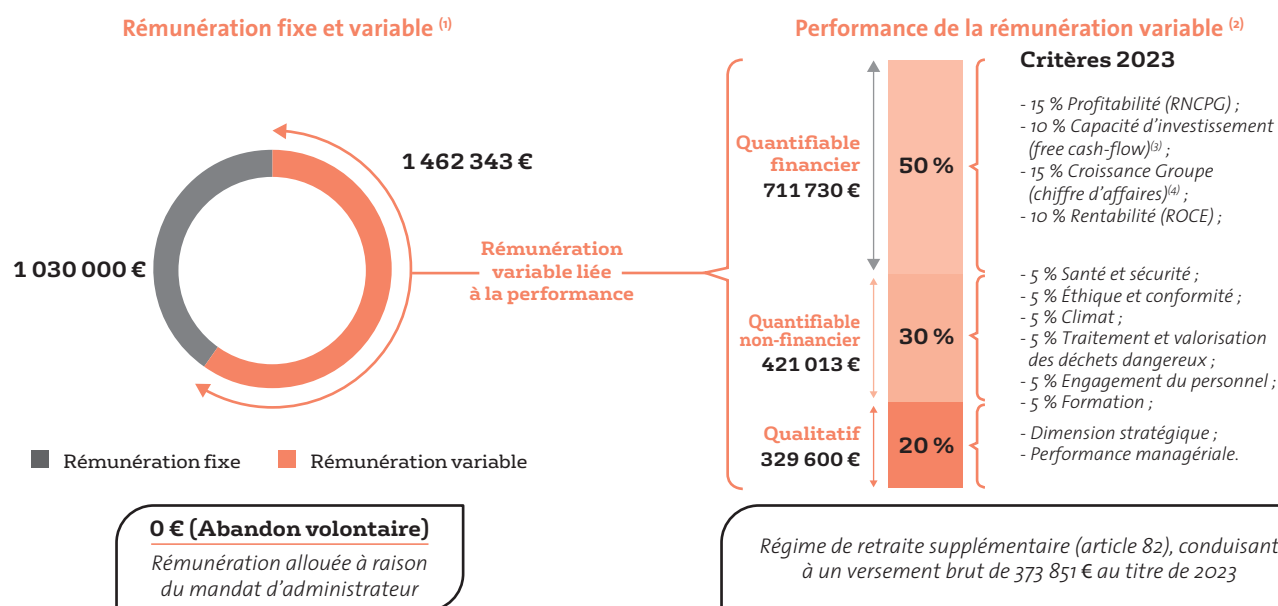 Rémunération fixe et variable (1)
1 462 343 €
1 030 000 €
Rémunération
variable liée
à la performance
Rémunération fixe
Rémunération variable
0 € (Abandon volontaire)
Rémunération allouée à raison
du mandat d'administrateur
Performance de la rémunération variable (2)
Quantifiable
financier
711 730 €
50 %
Critères 2023
- 15 % Profitabilité (RNCPG) ;
- 10 % Capacité d'investissement
(free cash-flow)(3) ;
- 15 % Croissance Groupe
(chiffre d'affaires)(4) ;
- 10 % Rentabilité (ROCE) ;
Quantifiable
non-financier
421 013 €
30 %
- 5 % Santé et sécurité ;
- 5 % Éthique et conformité ;
- 5 % Climat ;
- 5 % Traitement et valorisation
des déchets dangereux ;
- 5 % Engagement du personnel ;
- 5 % Formation ;
Qualitatif
329 600 €
20 %
- Dimension stratégique ;
- Performance managériale.
Régime de retraite supplémentaire (article 82), conduisant
à un versement brut de 373 851 € au titre de 2023